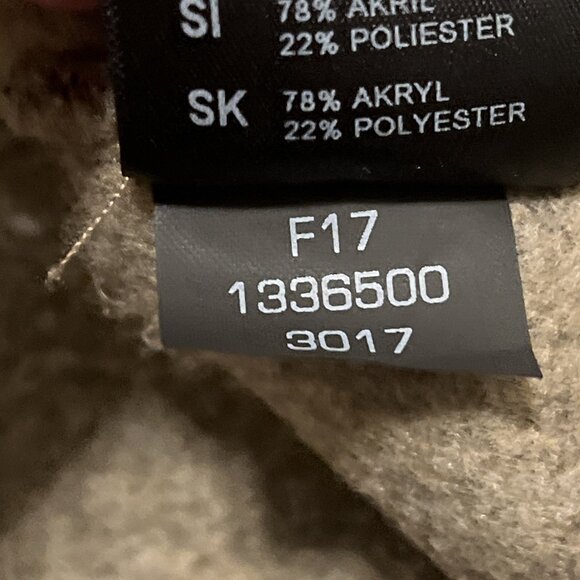 SI 78% AKRIL
22% POLIESTER
SK 78% AKRYL
22% POLYESTER
F17
1336500
3017